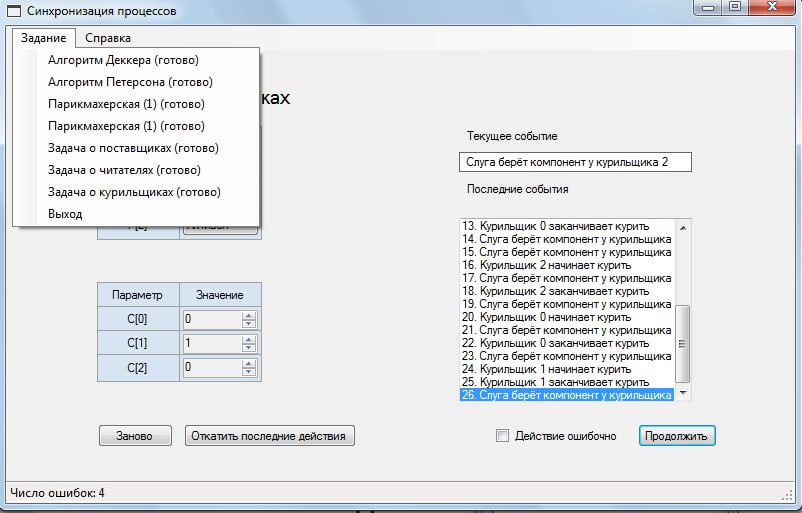 Синхронизация процессов
Задание Справка
Алгоритм Деккера (готово)
Алгоритм Петерсона (готово)
Парикмахерская (1) (готово)
Парикмахерская (1) (готово)
Задача о поставщиках (готово)
Задача о читателях (готово)
Задача о курильщиках (готово)
Выход
ках
Параметр Значение
C[0] 0
C[1] 1
C[2] 0
Заново Откатить последние действия
Текущее событие
Слуга берёт компонент у курильщика 2
Последние события
13. Курильщик 0 заканчивает курить
14. Слуга берёт компонент у курильщика
15. Слуга берёт компонент у курильщика
16. Курильщик 2 начинает курить
17. Слуга берёт компонент у курильщика
18. Курильщик 2 заканчивает курить
19. Слуга берёт компонент у курильщика
20. Курильщик 0 начинает курить
21. Слуга берёт компонент у курильщика
22. Курильщик 0 заканчивает курить
23. Слуга берёт компонент у курильщика
24. Курильщик 1 начинает курить
25. Курильщик 1 заканчивает курить
26. Слуга берёт компонент у курильщика
Действие ошибочно Продолжить
Число ошибок: 4